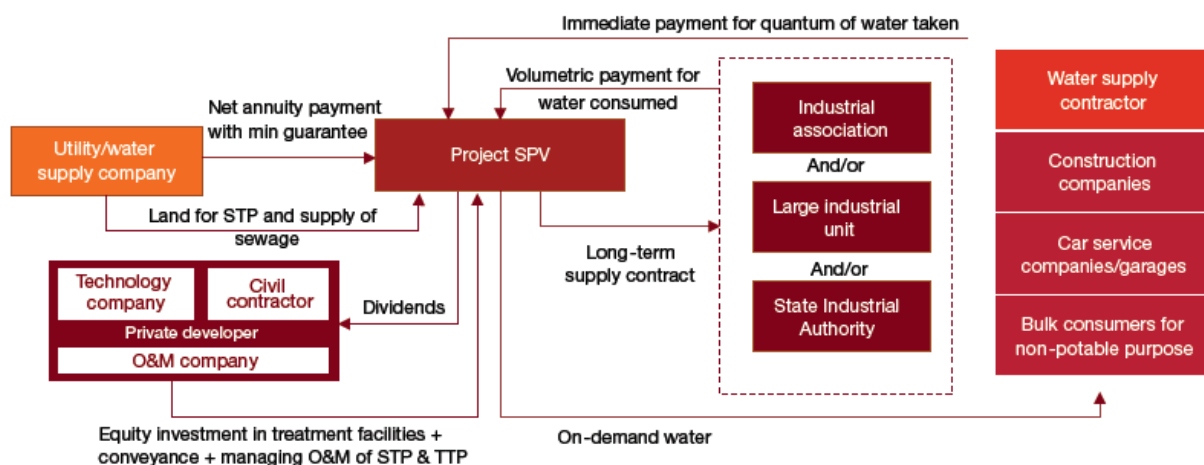 Immediate payment for quantum of water taken
Volumetric payment for
water consumed
Net annuity payment
with min guarantee
Utility/water
supply company
Project SPV
Land for STP and supply of
sewage
Industrial
association
And/or
Large industrial
unit
And/or
State Industrial
Authority
Long-term
supply contract
Water supply
contractor
Construction
companies
Car service
companies/garages
Bulk consumers for
non-potable purpose
Technology
company
Civil
contractor
Private developer
O&M company
Dividends
Equity investment in treatment facilities +
conveyance + managing O&M of STP & TTP
On-demand water